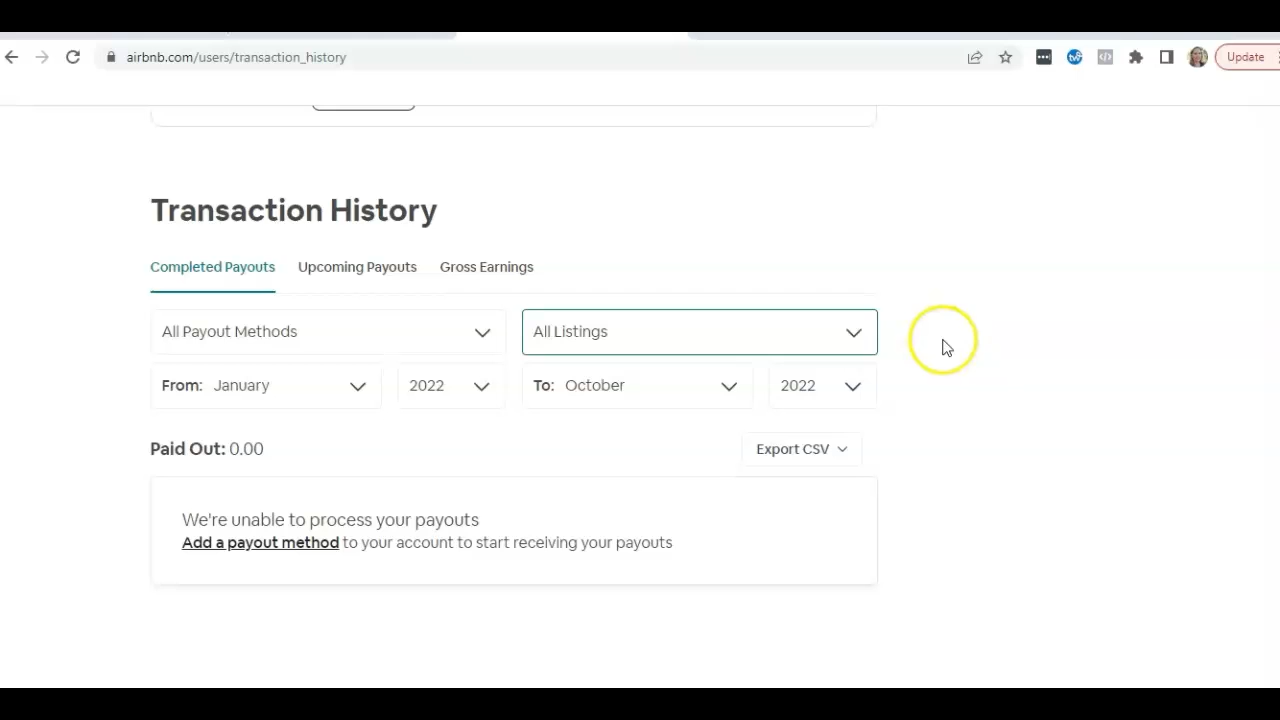 airbnb.com/users/transaction_history
Update
Transaction History
Completed Payouts Upcoming Payouts Gross Earnings
All Payout Methods All Listings
From: January 2022 To: October 2022
Paid Out: 0.00 Export CSV
We're unable to process your payouts
Add a payout method to your account to start receiving your payouts